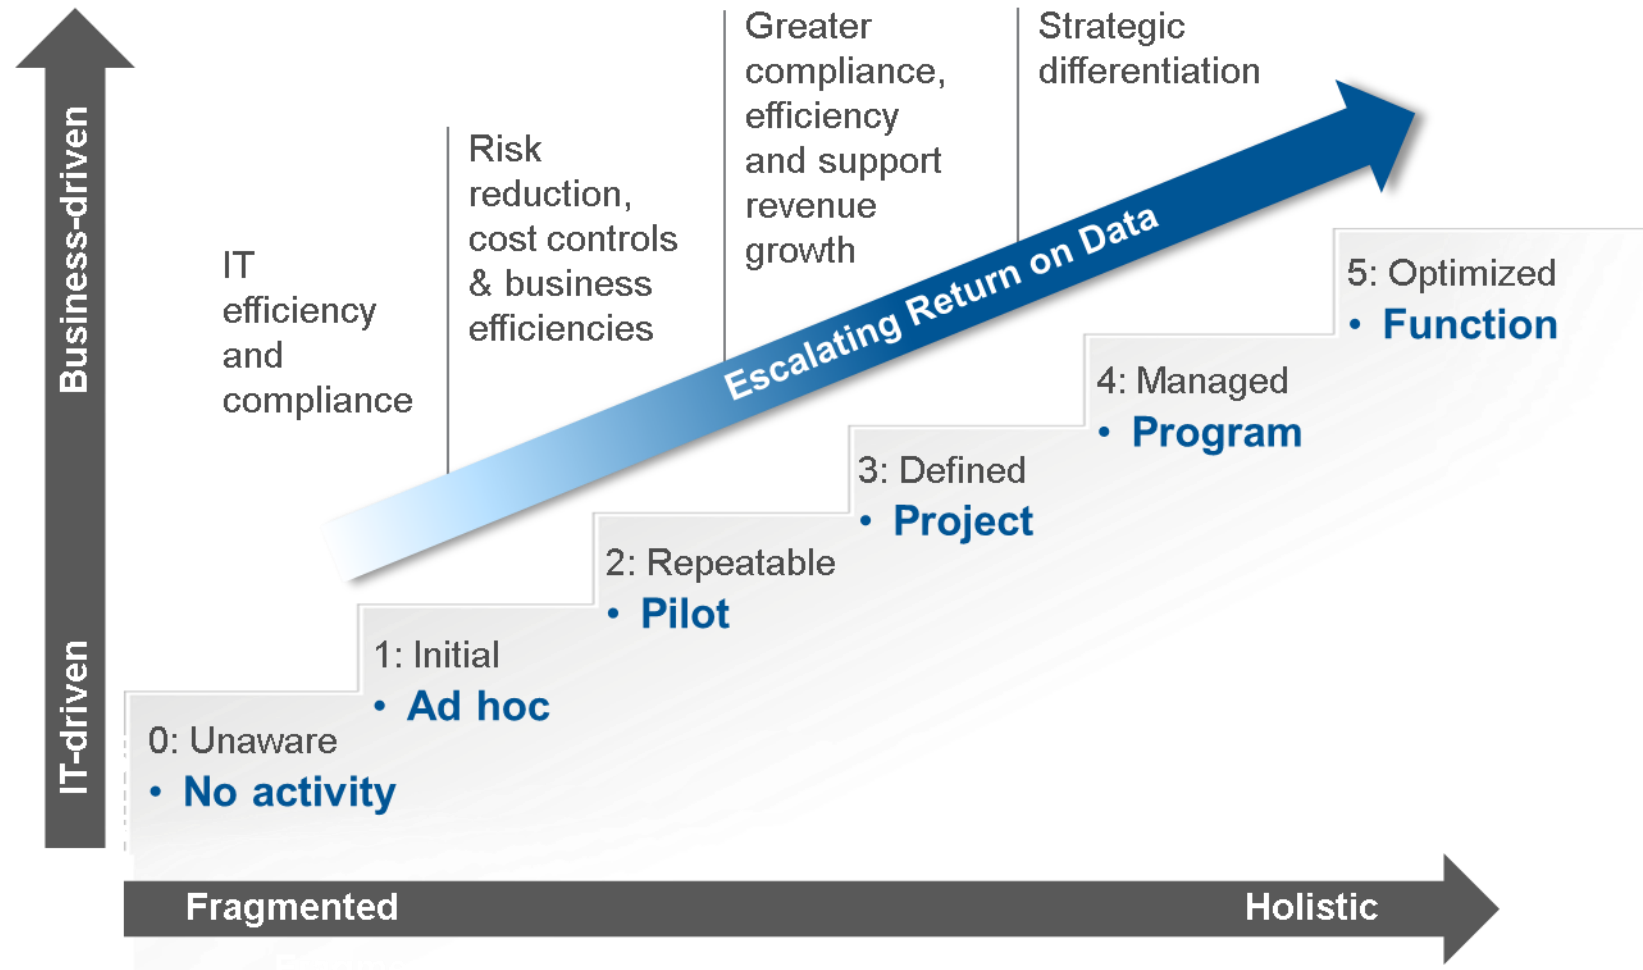 Business-driven
IT-driven
IT
efficiency
and
compliance
Risk
reduction,
cost controls
& business
efficiencies
Greater
compliance,
efficiency
and support
revenue
growth
Strategic
differentiation
Escalating Return on Data
0: Unaware
• No activity
1: Initial
• Ad hoc
2: Repeatable
• Pilot
3: Defined
• Project
4: Managed
• Program
5: Optimized
• Function
Fragmented
Holistic